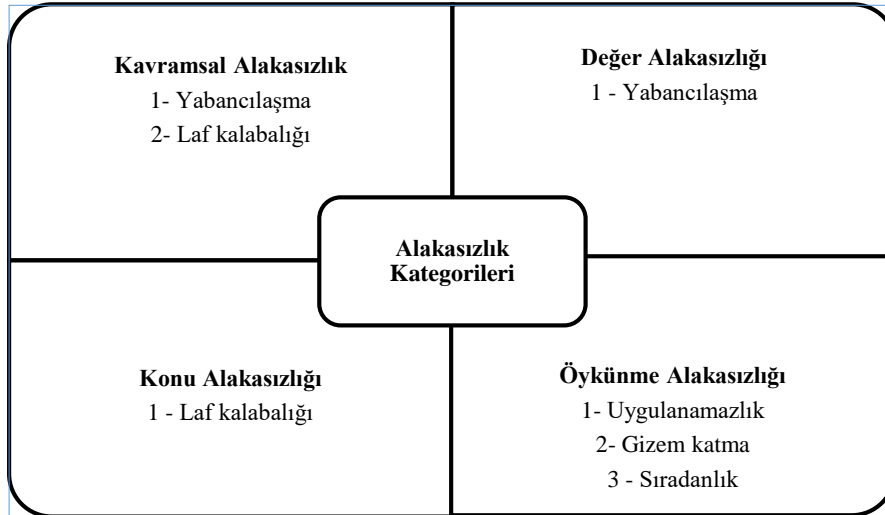 Kavramsal Alakasızlık
1- Yabancılaşma
2- Laf kalabalığı
Değer Alakasızlığı
1 - Yabancılaşma
Alakasızlık
Kategorileri
Konu Alakasızlığı
1 - Laf kalabalığı
Öykünme Alakasızlığı
1- Uygulanamazlık
2- Gizem katma
3 - Sıradanlık